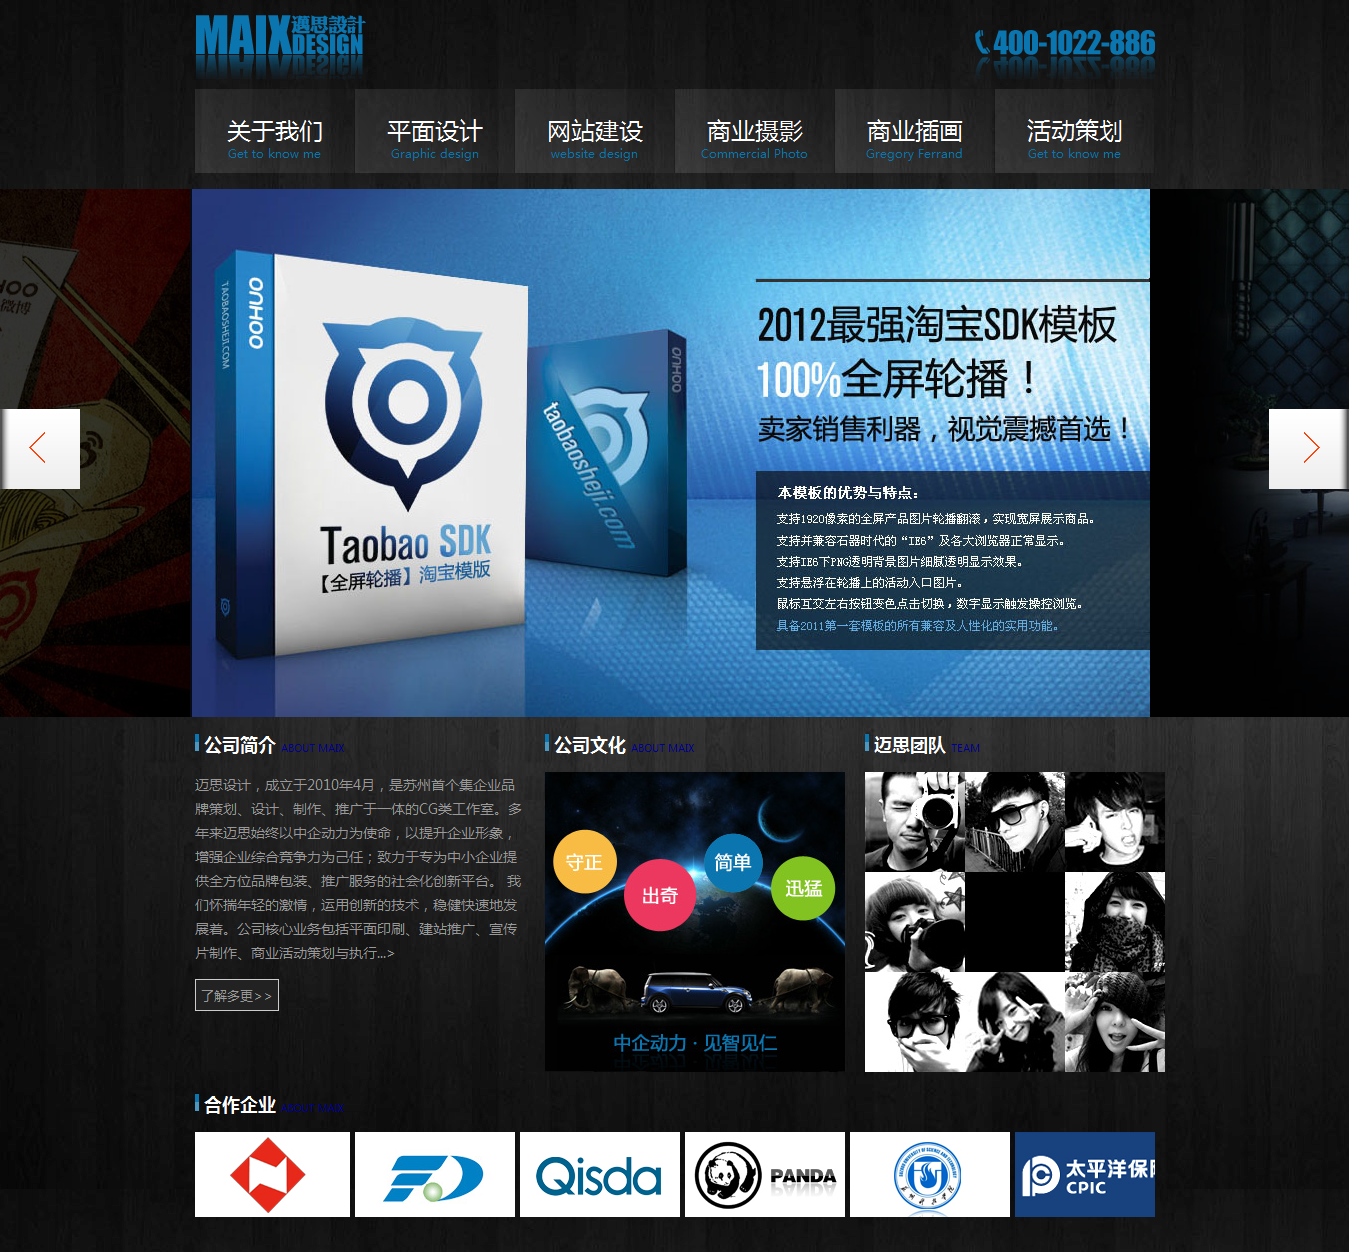 MAIX邁思設計
DESIGN
400-1022-886
关于我们
Get to know me
平面设计
Graphic design
网站建设
website design
商业摄影
Commercial Photo
商业插画
Gregory Ferrand
活动策划
Get to know me
HOO
微博
TAOBAOSHEJI.COM
OUHOO
Taobao SDK
【全屏轮播】淘宝模版
taobaosheji.com
OUHOO
2012最强淘宝SDK模板
100%全屏轮播！
卖家销售利器，视觉震撼首选！
本模板的优势与特点：
支持1920像素的全屏产品图片轮播翻滚，实现宽屏展示商品。
支持并兼容石器时代的“IE6”及各大浏览器正常显示。
支持IE6下PNG透明背景图片细腻透明显示效果。
支持悬浮在轮播上的活动入口图片。
鼠标互交左右按钮变色点击切换，数字显示触发操控浏览。
具备2011第一套模板的所有兼容及人性化的实用功能。
公司简介 ABOUT MAIX
迈思设计，成立于2010年4月，是苏州首个集企业品
牌策划、设计、制作、推广于一体的CG类工作室。多
年来迈思始终以中企动力为使命，以提升企业形象，
增强企业综合竞争力为己任；致力于专为中小企业提
供全方位品牌包装、推广服务的社会化创新平台。 我
们怀揣年轻的激情，运用创新的技术，稳健快速地发
展着。公司核心业务包括平面印刷、建站推广、宣传
片制作、商业活动策划与执行...>
了解多更>>
公司文化 ABOUT MAIX
守正
出奇
简单
迅猛
中企动力·见智见仁
迈思团队 TEAM
合作企业 ABOUT MAIX
Qisda
PANDA
太平洋保险
CPIC